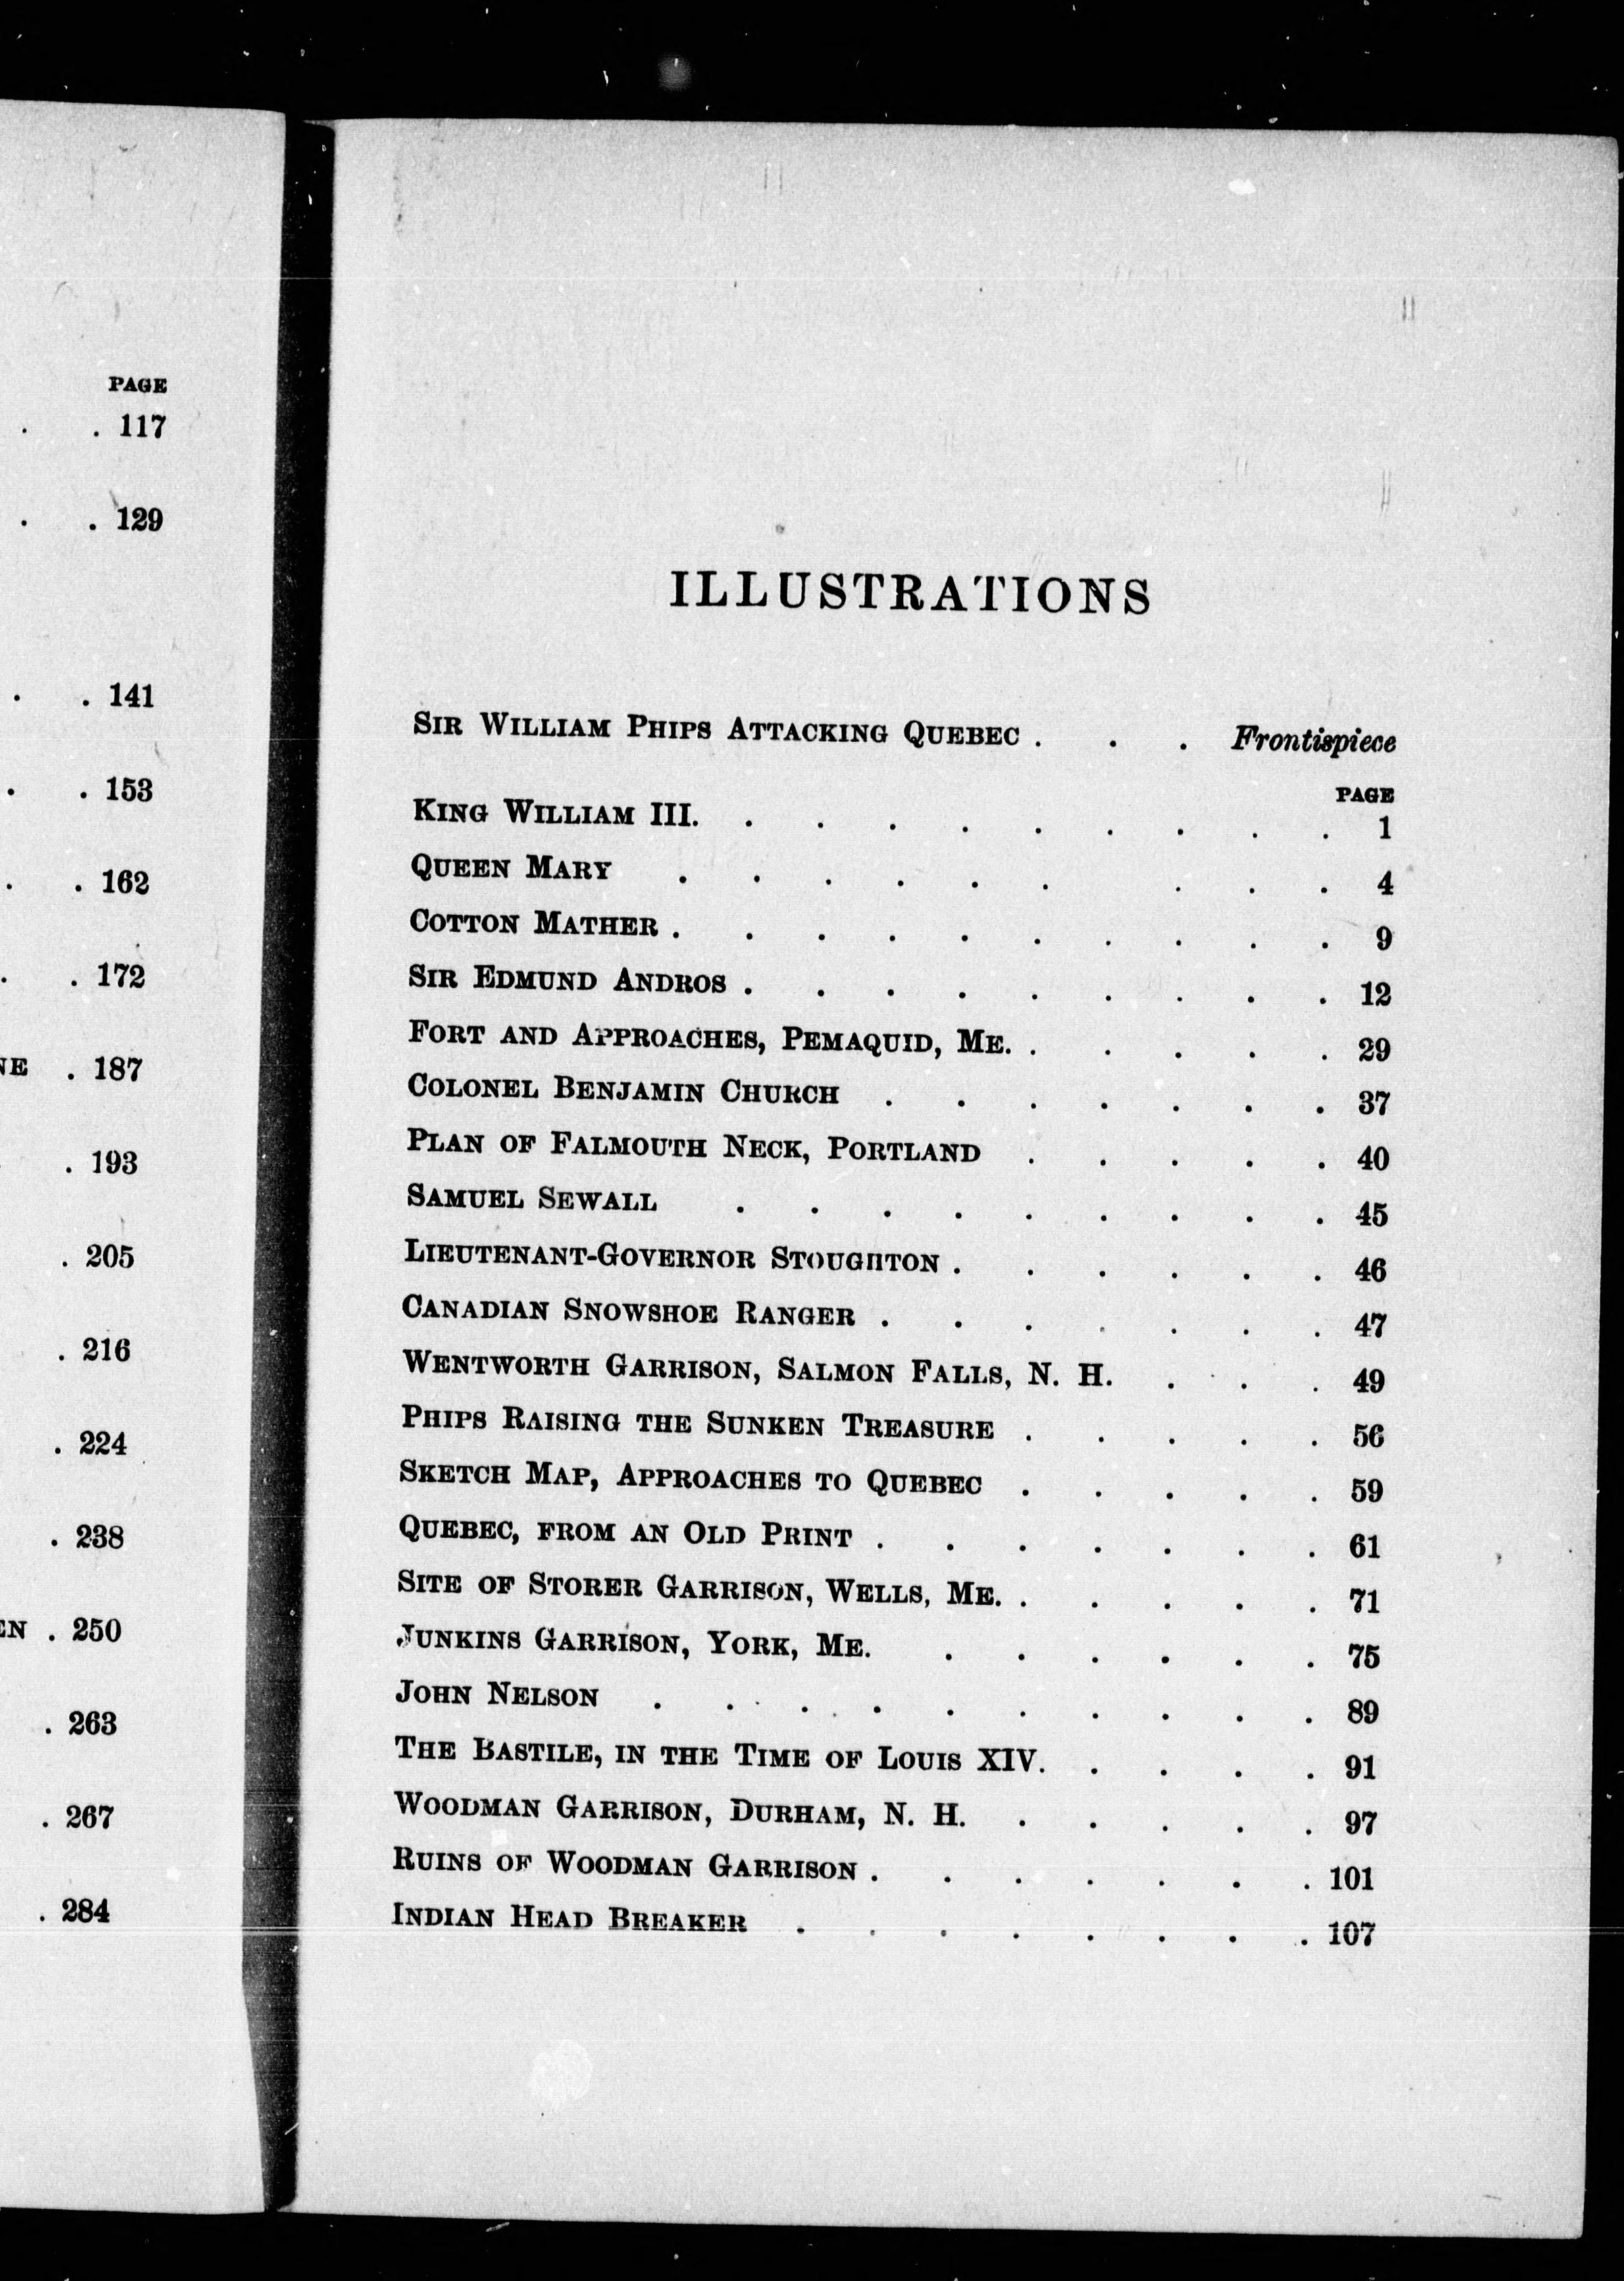 PAGE
. . 117
. . 129
. . 141
. . 153
. . 162
. . 172
. 187
. 193
. 205
. 216
. 224
. 238
. 250
. 263
. 267
. 284
ILLUSTRATIONS
SIR WILLIAM PHIPS ATTACKING QUEBEC . . . Frontispiece
PAGE
KING WILLIAM III. . . . . . . . . . 1
QUEEN MARY . . . . . . . . . 4
COTTON MATHER . . . . . . . . . . 9
SIR EDMUND ANDROS . . . . . . . . . 12
FORT AND APPROACHES, PEMAQUID, ME. . . . . . 29
COLONEL BENJAMIN CHURCH . . . . . . . 37
PLAN OF FALMOUTH NECK, PORTLAND . . . . . 40
SAMUEL SEWALL . . . . . . . . . 45
LIEUTENANT-GOVERNOR STOUGHTON . . . . . . 46
CANADIAN SNOWSHOE RANGER . . . . . . . 47
WENTWORTH GARRISON, SALMON FALLS, N. H. . . . 49
PHIPS RAISING THE SUNKEN TREASURE . . . . . 56
SKETCH MAP, APPROACHES TO QUEBEC . . . . . 59
QUEBEC, FROM AN OLD PRINT . . . . . . . 61
SITE OF STORER GARRISON, WELLS, ME. . . . . . 71
JUNKINS GARRISON, YORK, ME. . . . . . . 75
JOHN NELSON . . . . . . . . . . 89
THE BASTILE, IN THE TIME OF LOUIS XIV. . . . . 91
WOODMAN GARRISON, DURHAM, N. H. . . . . . 97
RUINS OF WOODMAN GARRISON . . . . . . . 101
INDIAN HEAD BREAKER . . . . . . . . 107